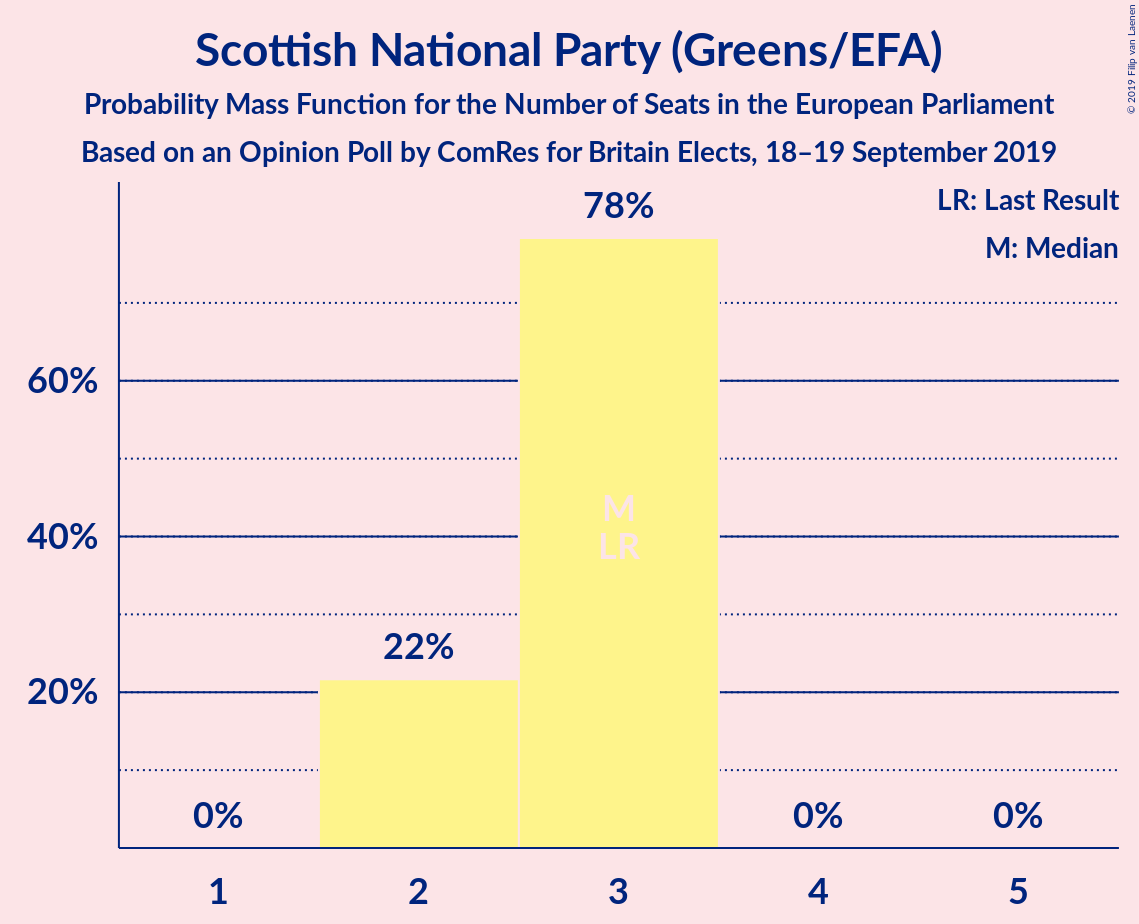 Scottish National Party (Greens/EFA)
Probability Mass Function for the Number of Seats in the European Parliament
Based on an Opinion Poll by ComRes for Britain Elects, 18–19 September 2019
© 2019 Filip van Laenen
LR: Last Result
M: Median
78%
60%
M
40%
LR
22%
20%
0%
0%
0%
1
2
3
4
5